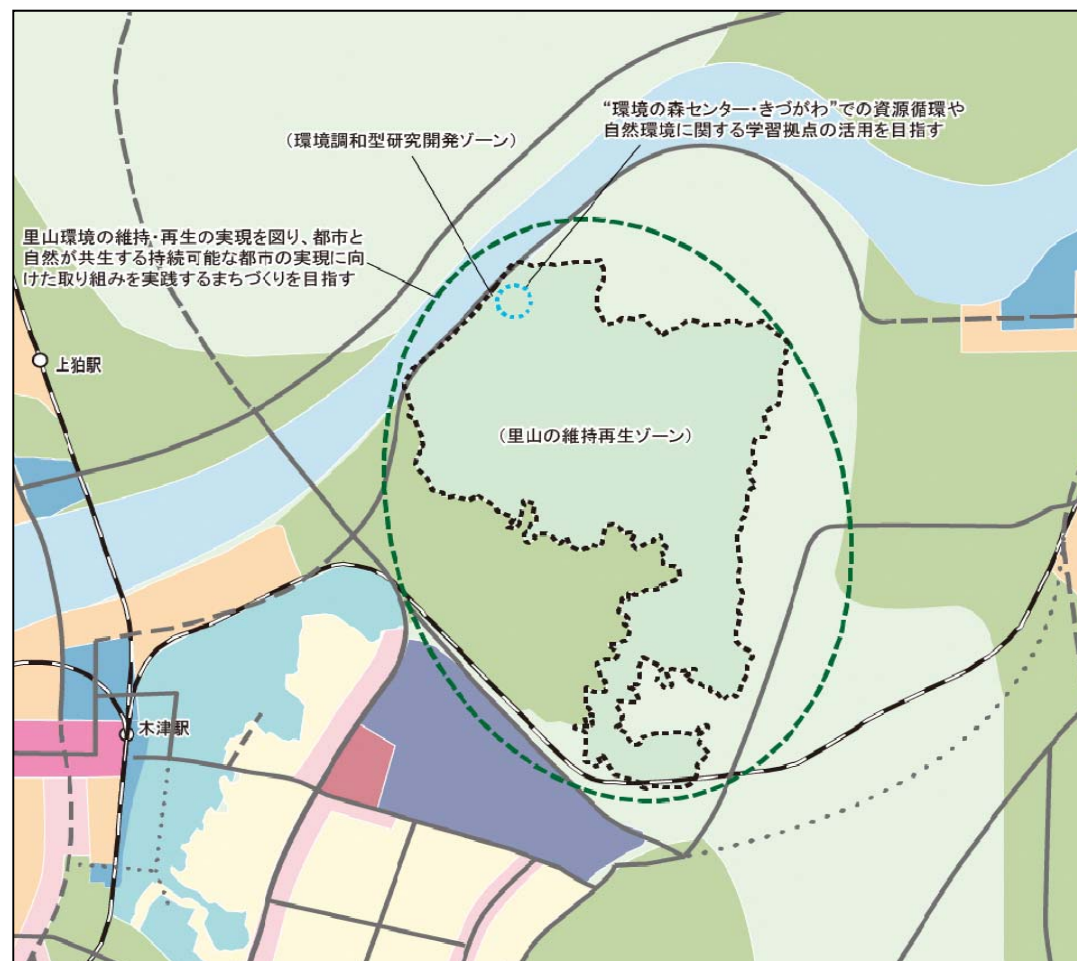 “環境の森センター・きづがわ”での資源循環や
自然環境に関する学習拠点の活用を目指す
（環境調和型研究開発ゾーン）
里山環境の維持・再生の実現を図り、都市と
自然が共生する持続可能な都市の実現に向
けた取り組みを実践するまちづくりを目指す
上狛駅
（里山の維持再生ゾーン）
木津駅